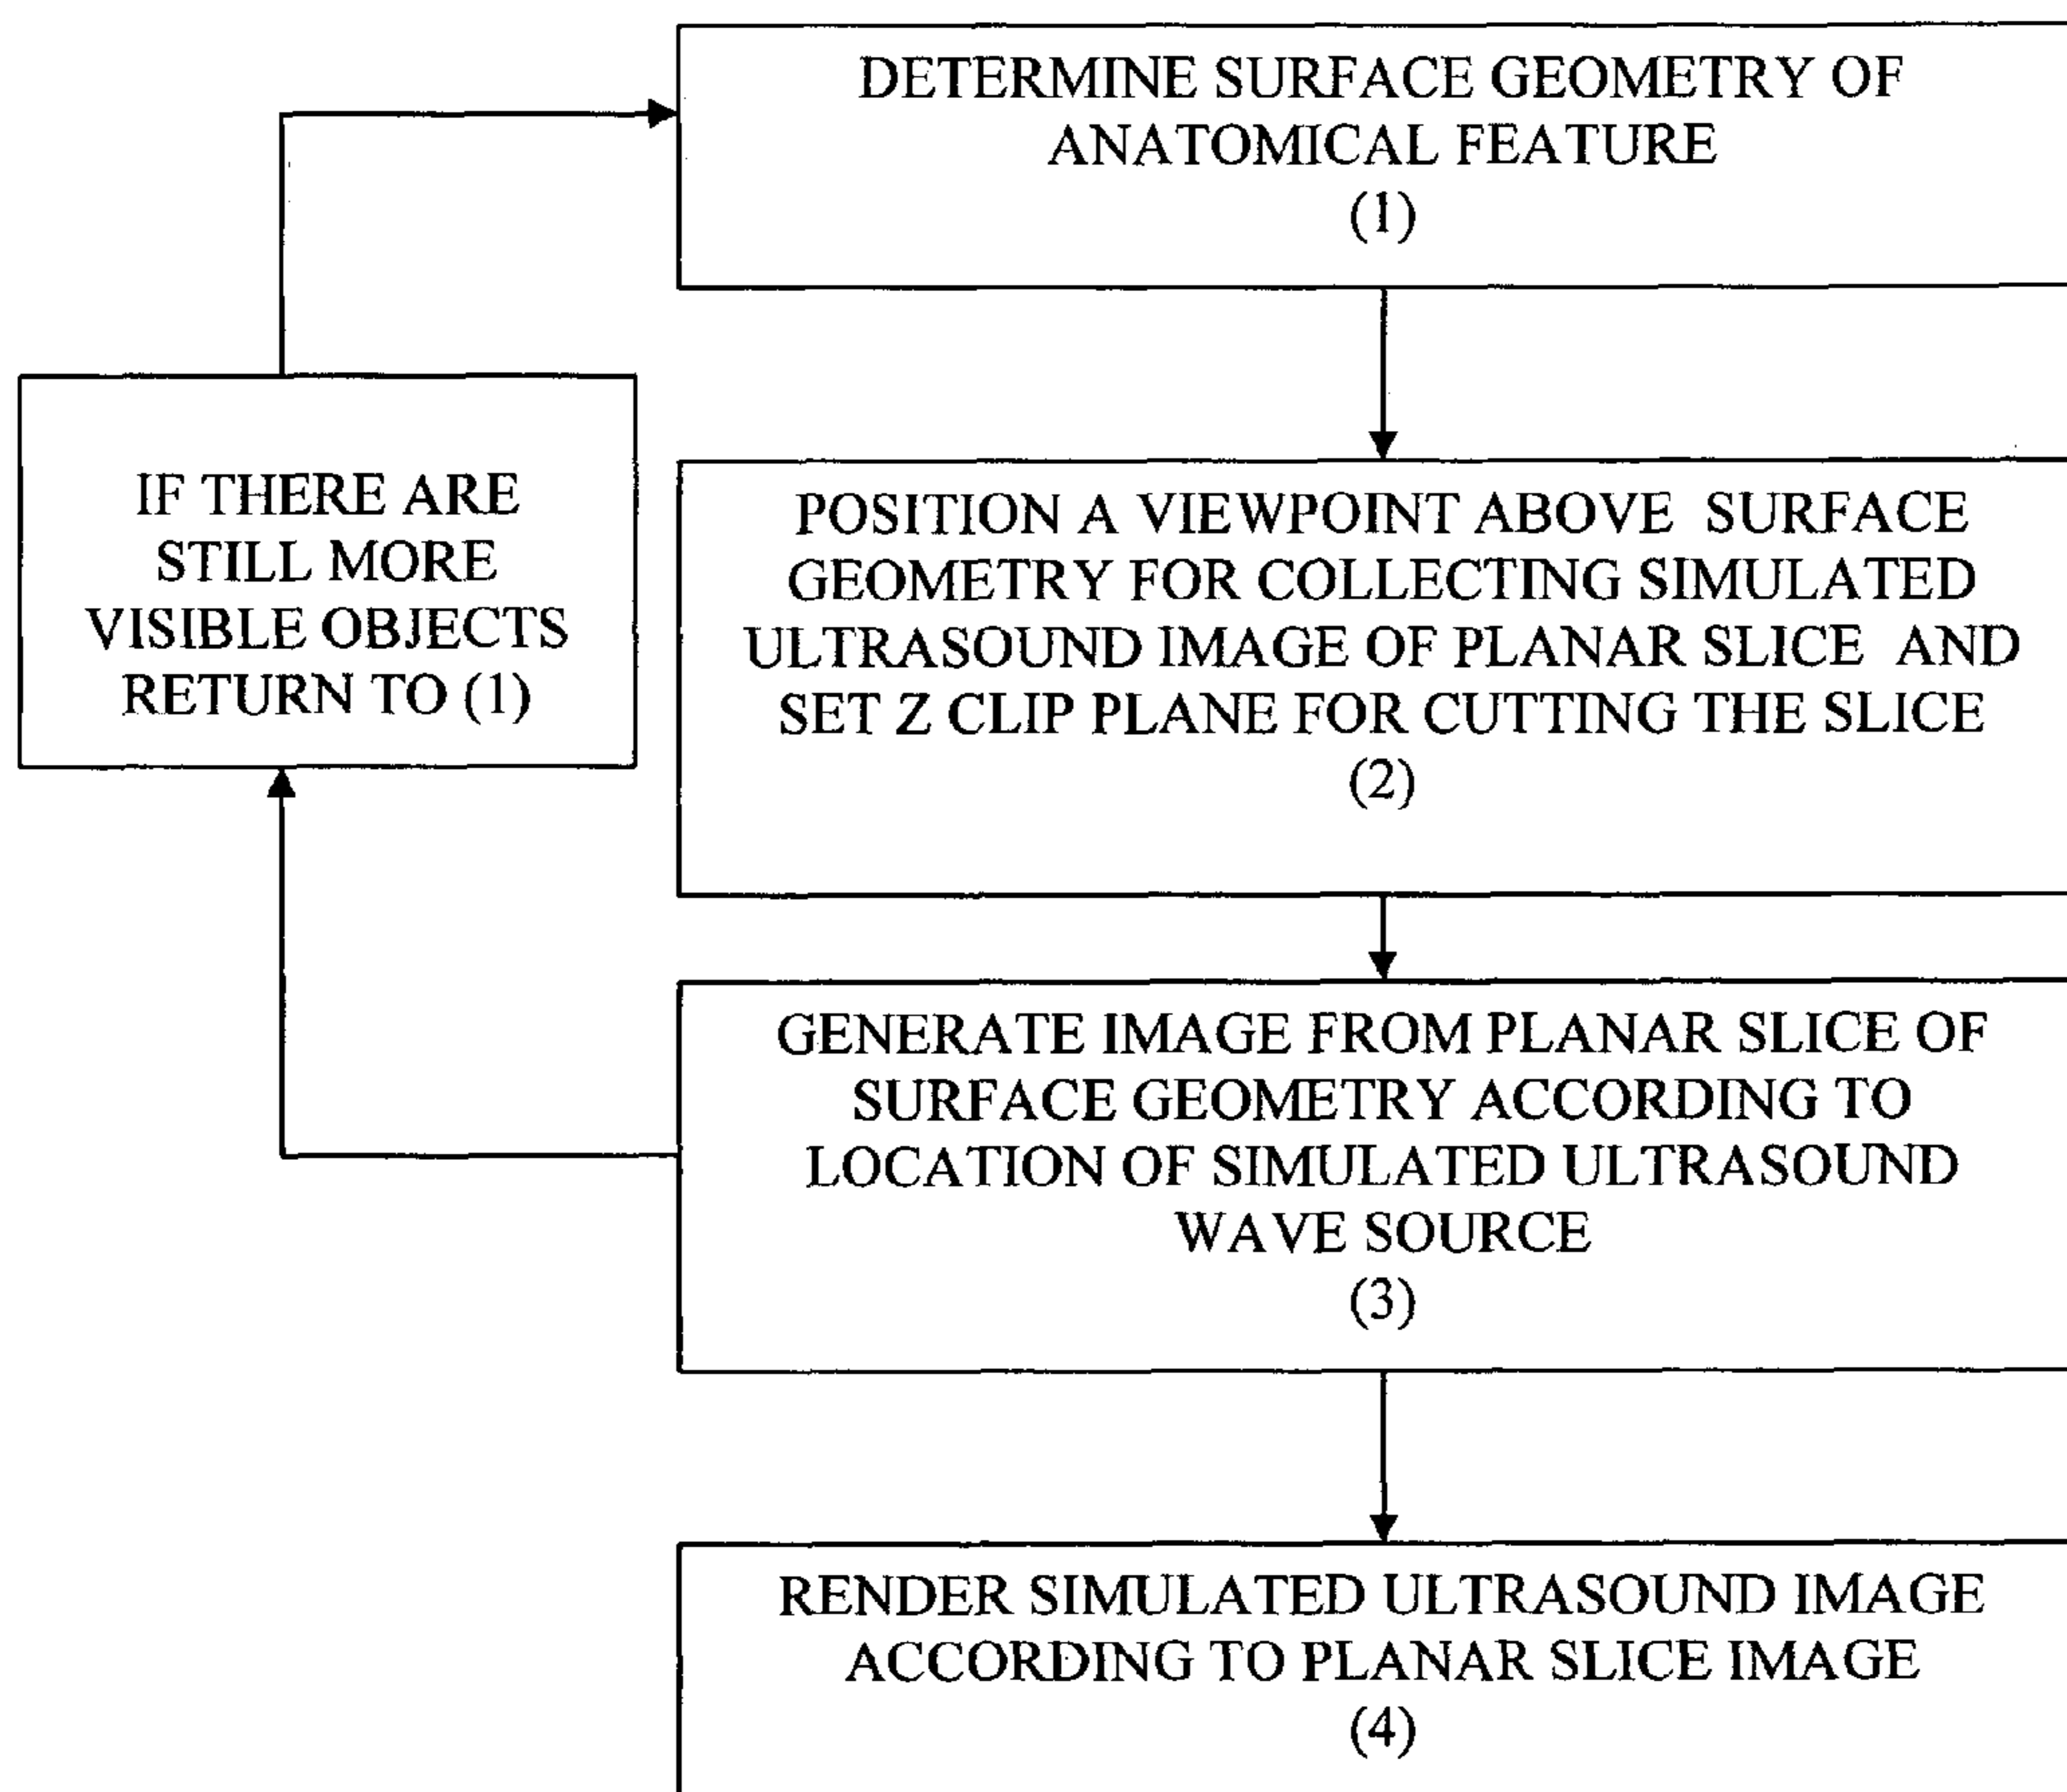 DETERMINE SURFACE GEOMETRY OF
ANATOMICAL FEATURE
(1)
IF THERE ARE
STILL MORE
VISIBLE OBJECTS
RETURN TO (1)
POSITION A VIEWPOINT ABOVE SURFACE
GEOMETRY FOR COLLECTING SIMULATED
ULTRASOUND IMAGE OF PLANAR SLICE AND
SET Z CLIP PLANE FOR CUTTING THE SLICE
(2)
GENERATE IMAGE FROM PLANAR SLICE OF
SURFACE GEOMETRY ACCORDING TO
LOCATION OF SIMULATED ULTRASOUND
WAVE SOURCE
(3)
RENDER SIMULATED ULTRASOUND IMAGE
ACCORDING TO PLANAR SLICE IMAGE
(4)